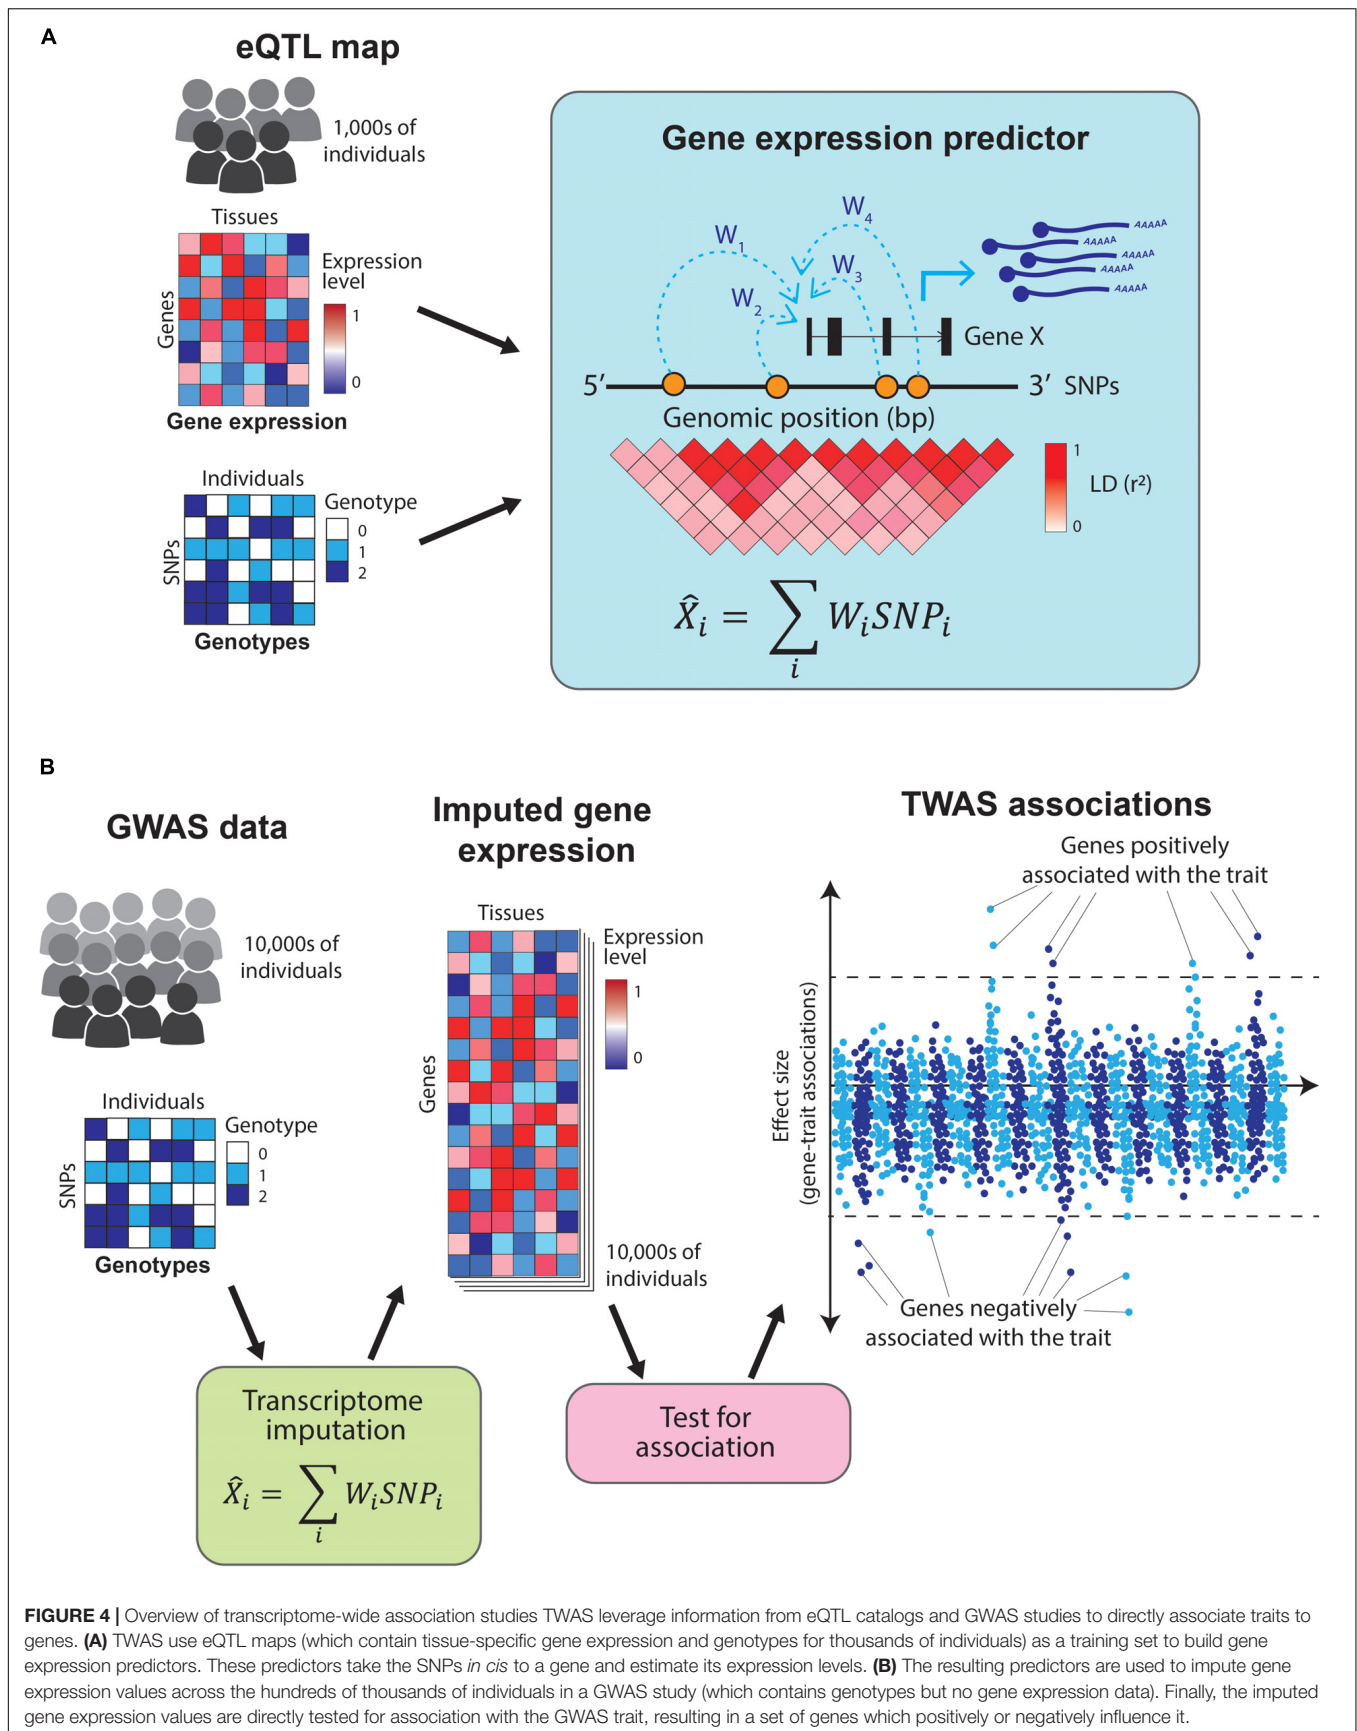 A
eQTL map
1,000s of
individuals
Tissues
Genes
Expression
level
1
0
Gene expression
Individuals
SNPs
Genotype
0
1
2
Genotypes
Gene expression predictor
W1
W2
W3
W4
AAAAA
AAAAA
AAAAA
AAAAA
AAAAA
Gene X
5′
3′ SNPs
Genomic position (bp)
1
LD (r²)
0
X̂i = ∑i WiSNPi
B
GWAS data
10,000s of
individuals
Individuals
SNPs
Genotype
0
1
2
Genotypes
Transcriptome
imputation
X̂i = ∑i WiSNPi
Imputed gene
expression
Tissues
Genes
Expression
level
1
0
10,000s of
individuals
Test for
association
TWAS associations
Genes positively
associated with the trait
Effect size
(gene-trait associations)
Genes negatively
associated with the trait
FIGURE 4 | Overview of transcriptome-wide association studies TWAS leverage information from eQTL catalogs and GWAS studies to directly associate traits to
genes. (A) TWAS use eQTL maps (which contain tissue-specific gene expression and genotypes for thousands of individuals) as a training set to build gene
expression predictors. These predictors take the SNPs in cis to a gene and estimate its expression levels. (B) The resulting predictors are used to impute gene
expression values across the hundreds of thousands of individuals in a GWAS study (which contains genotypes but no gene expression data). Finally, the imputed
gene expression values are directly tested for association with the GWAS trait, resulting in a set of genes which positively or negatively influence it.